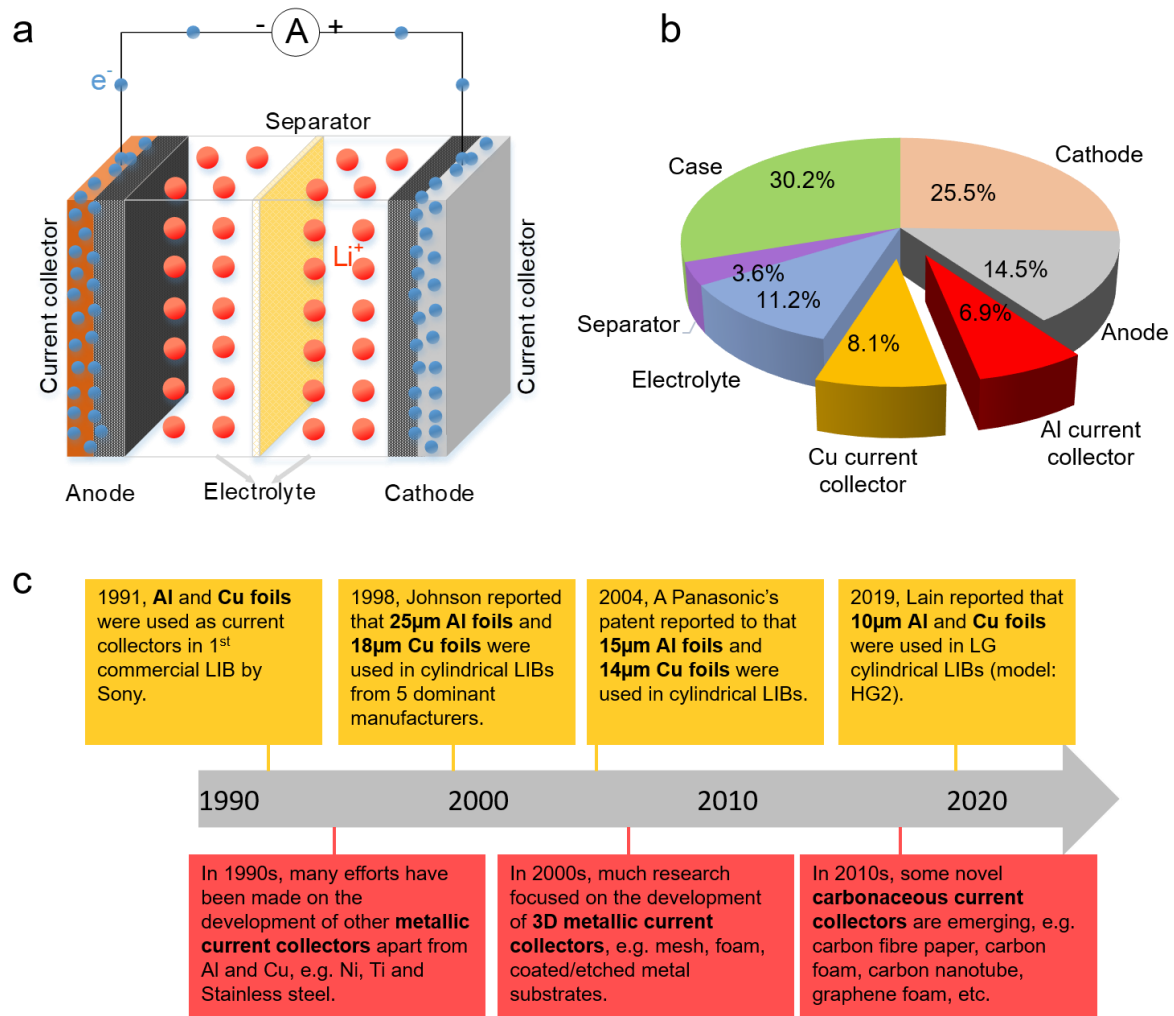 a
- A +
e-
Separator
Current collector
Li+
Current collector
Anode
Electrolyte
Cathode
b
Case
30.2%
Cathode
25.5%
14.5%
Anode
3.6%
Separator
11.2%
Electrolyte
8.1%
Cu current
collector
6.9%
Al current
collector
c
1991, Al and Cu foils
were used as current
collectors in 1st
commercial LIB by
Sony.
1998, Johnson reported
that 25µm Al foils and
18µm Cu foils were
used in cylindrical LIBs
from 5 dominant
manufacturers.
2004, A Panasonic’s
patent reported to that
15µm Al foils and
14µm Cu foils were
used in cylindrical LIBs.
2019, Lain reported that
10µm Al and Cu foils
were used in LG
cylindrical LIBs (model:
HG2).
1990
2000
2010
2020
In 1990s, many efforts have
been made on the
development of other metallic
current collectors apart from
Al and Cu, e.g. Ni, Ti and
Stainless steel.
In 2000s, much research
focused on the development
of 3D metallic current
collectors, e.g. mesh, foam,
coated/etched metal
substrates.
In 2010s, some novel
carbonaceous current
collectors are emerging, e.g.
carbon fibre paper, carbon
foam, carbon nanotube,
graphene foam, etc.